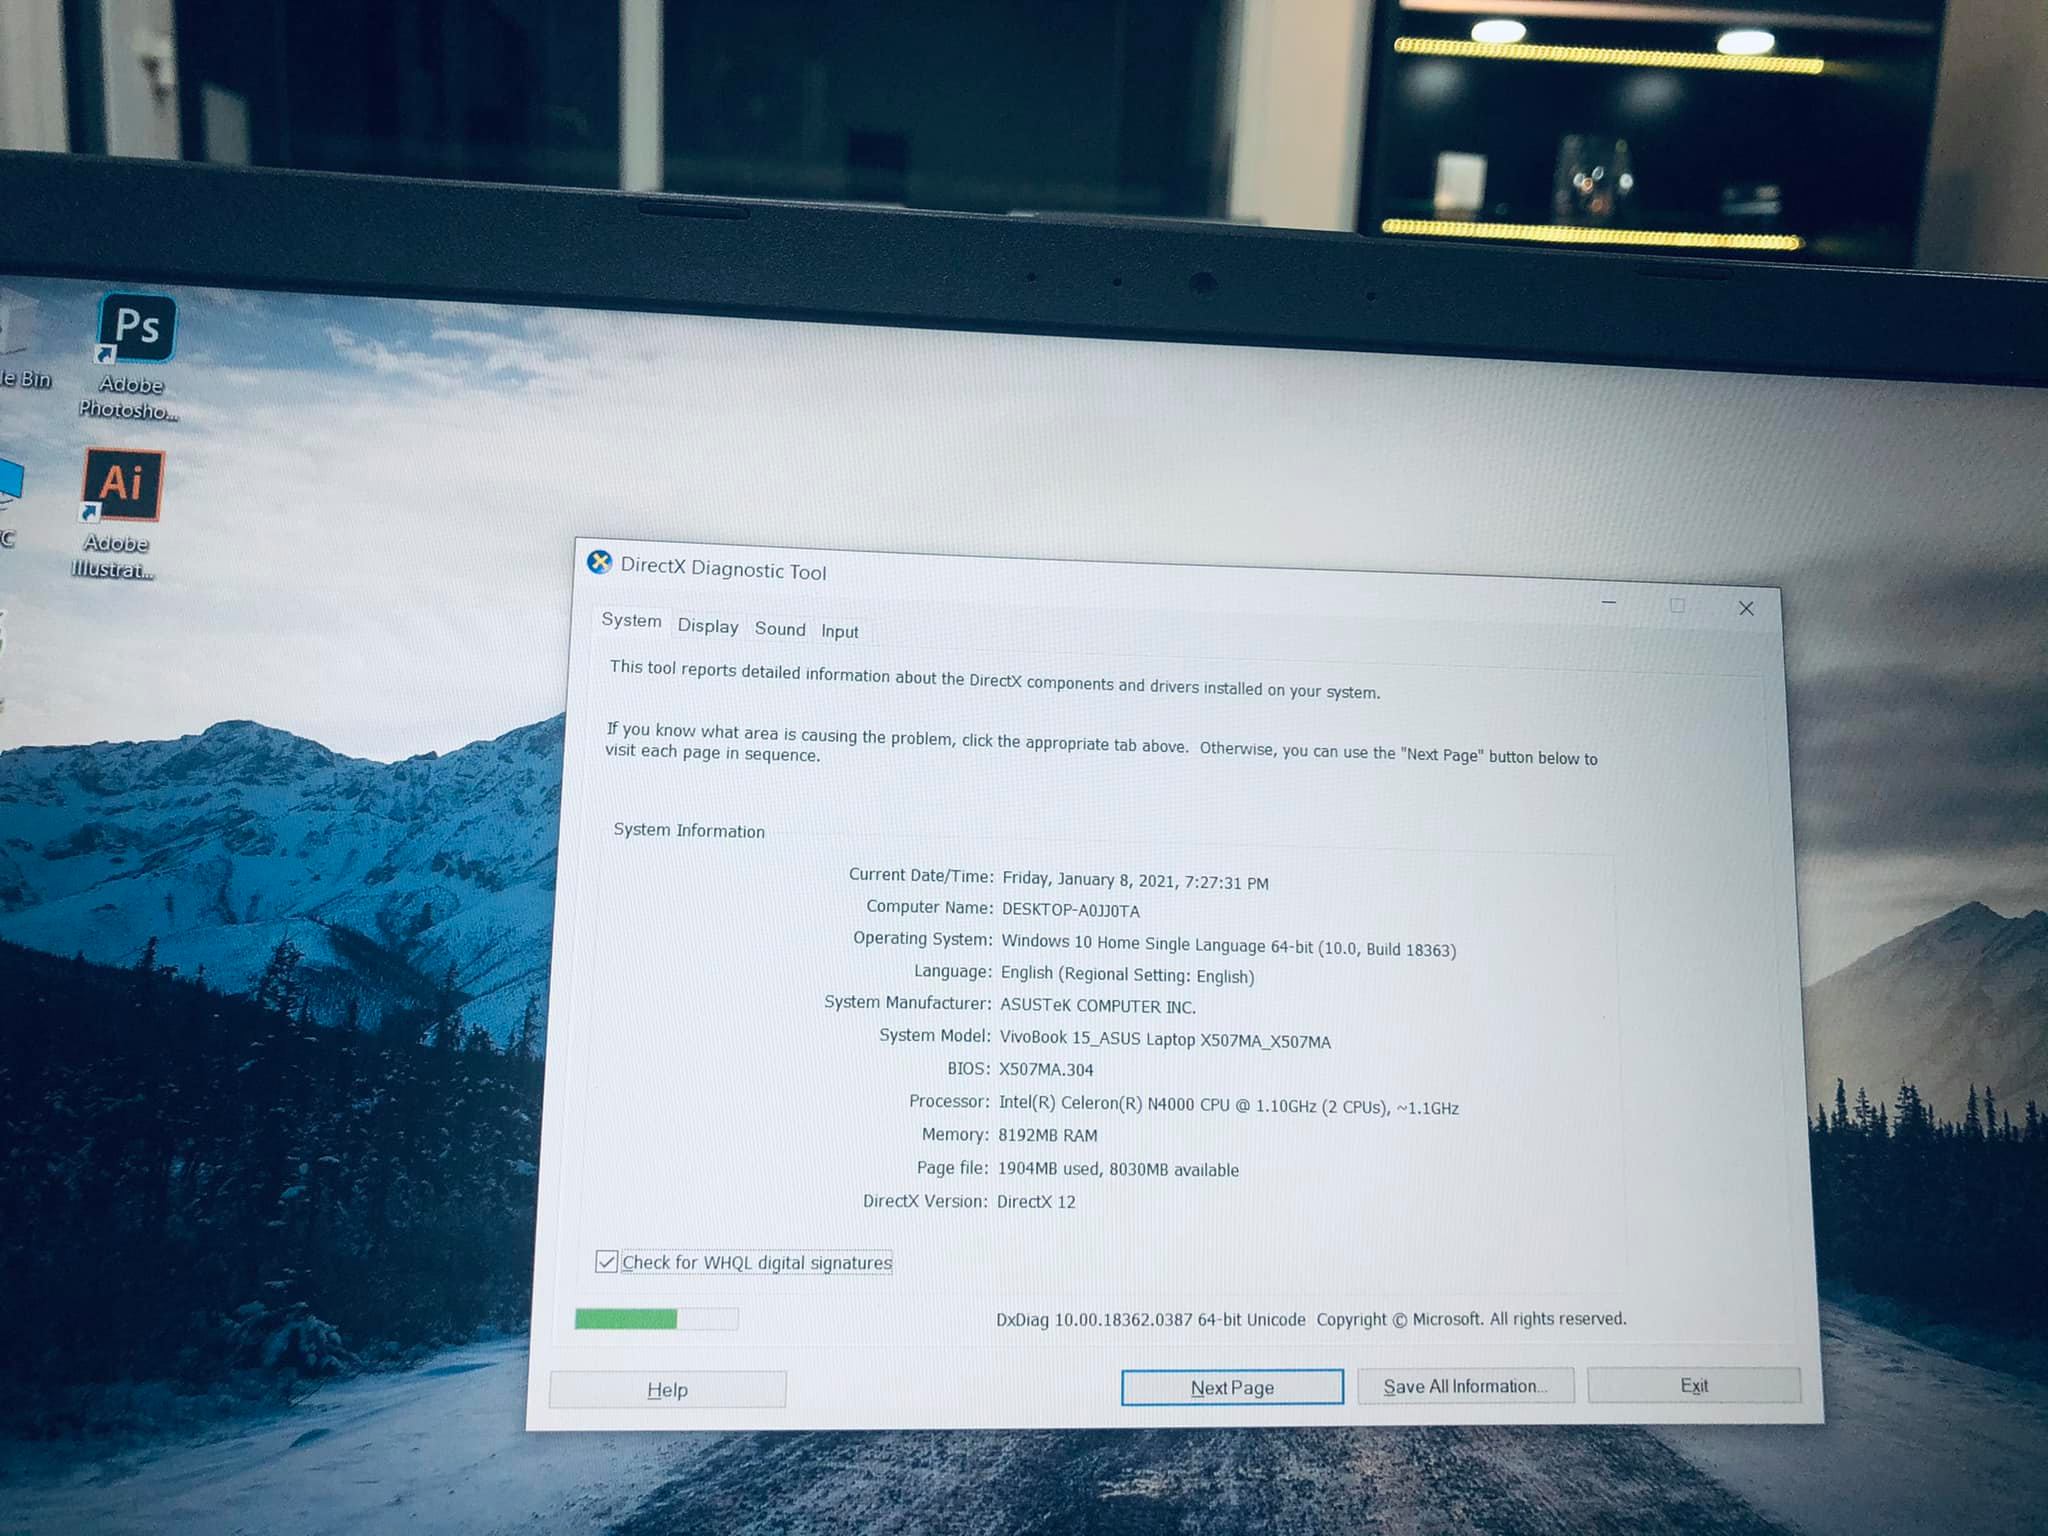 le Bin
Ps
Adobe
Photosho...
C
Ai
Adobe
Illustrat...
DirectX Diagnostic Tool
System Display Sound Input
This tool reports detailed information about the DirectX components and drivers installed on your system.
If you know what area is causing the problem, click the appropriate tab above. Otherwise, you can use the "Next Page" button below to
visit each page in sequence.
System Information
Current Date/Time: Friday, January 8, 2021, 7:27:31 PM
Computer Name: DESKTOP-A0JJ0TA
Operating System: Windows 10 Home Single Language 64-bit (10.0, Build 18363)
Language: English (Regional Setting: English)
System Manufacturer: ASUSTeK COMPUTER INC.
System Model: VivoBook 15_ASUS Laptop X507MA_X507MA
BIOS: X507MA.304
Processor: Intel(R) Celeron(R) N4000 CPU @ 1.10GHz (2 CPUs), ~1.1GHz
Memory: 8192MB RAM
Page file: 1904MB used, 8030MB available
DirectX Version: DirectX 12
Check for WHQL digital signatures
DxDiag 10.00.18362.0387 64-bit Unicode Copyright © Microsoft. All rights reserved.
Help
Next Page
Save All Information...
Exit